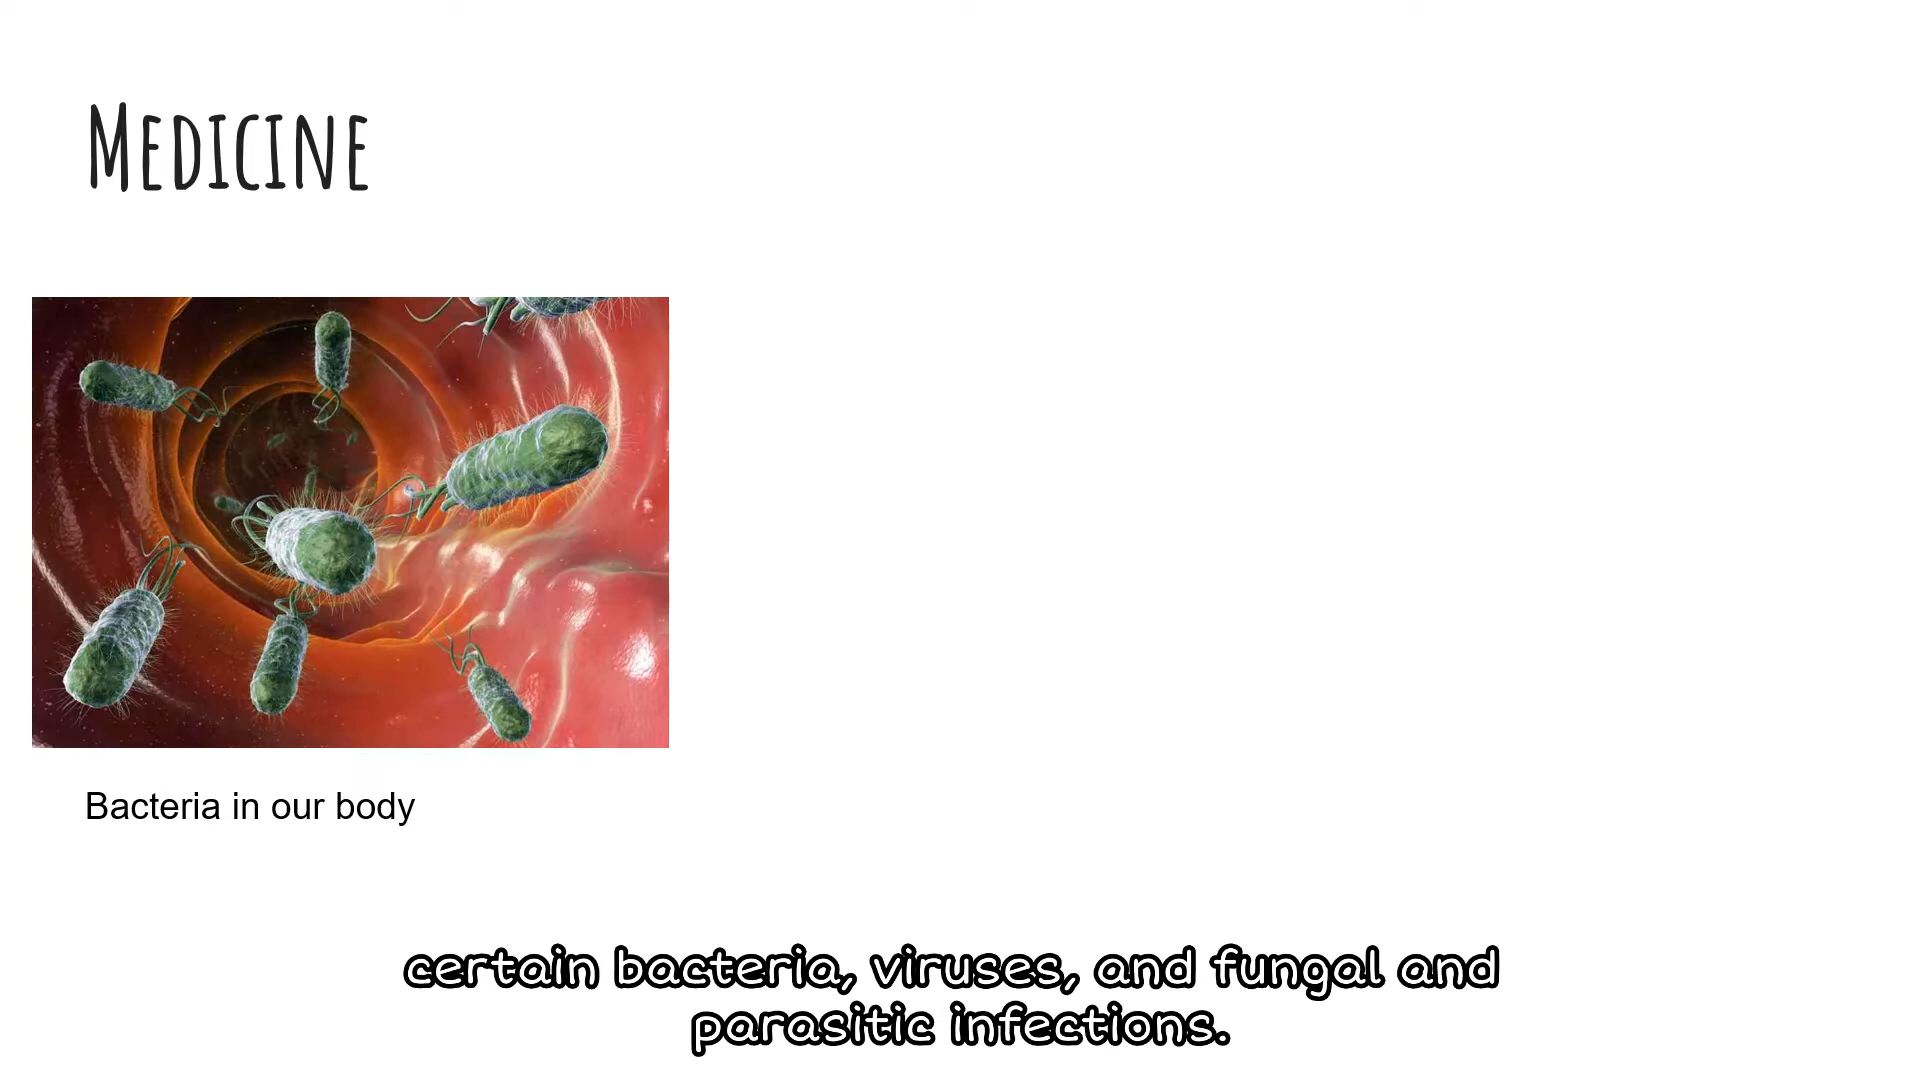 MEDICINE
Bacteria in our body
certain bacteria, viruses, and fungal and
parasitic infections.